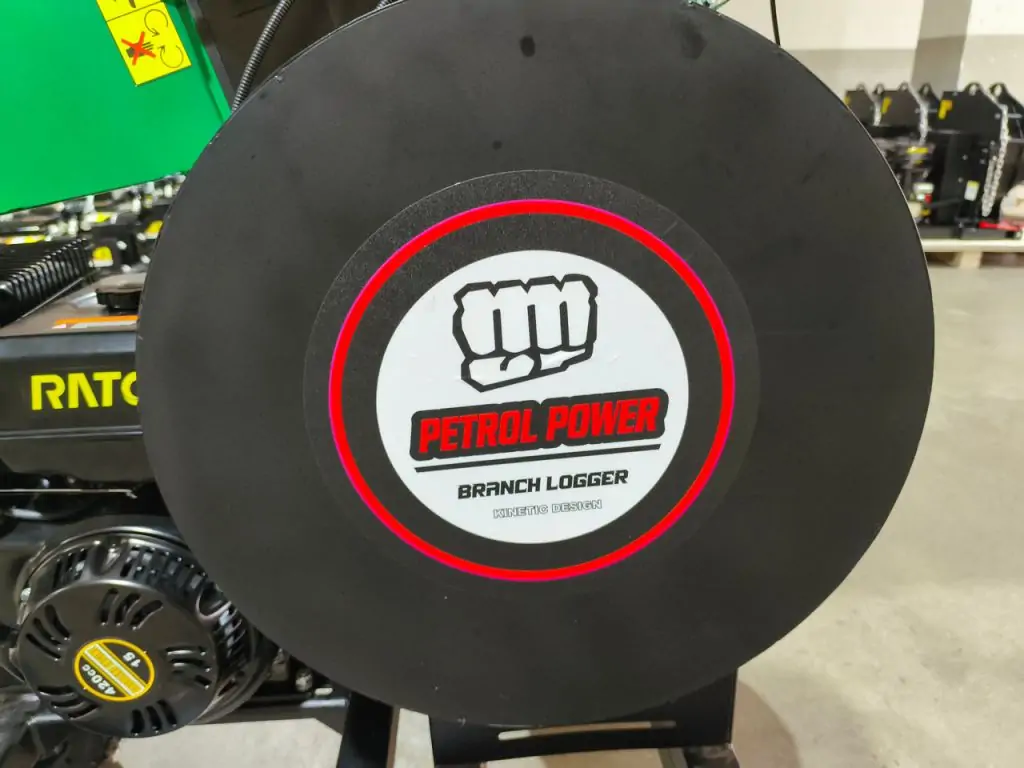 RATO
PETROL POWER
BRANCH LOGGER
KINETIC DESIGN
420cc
15